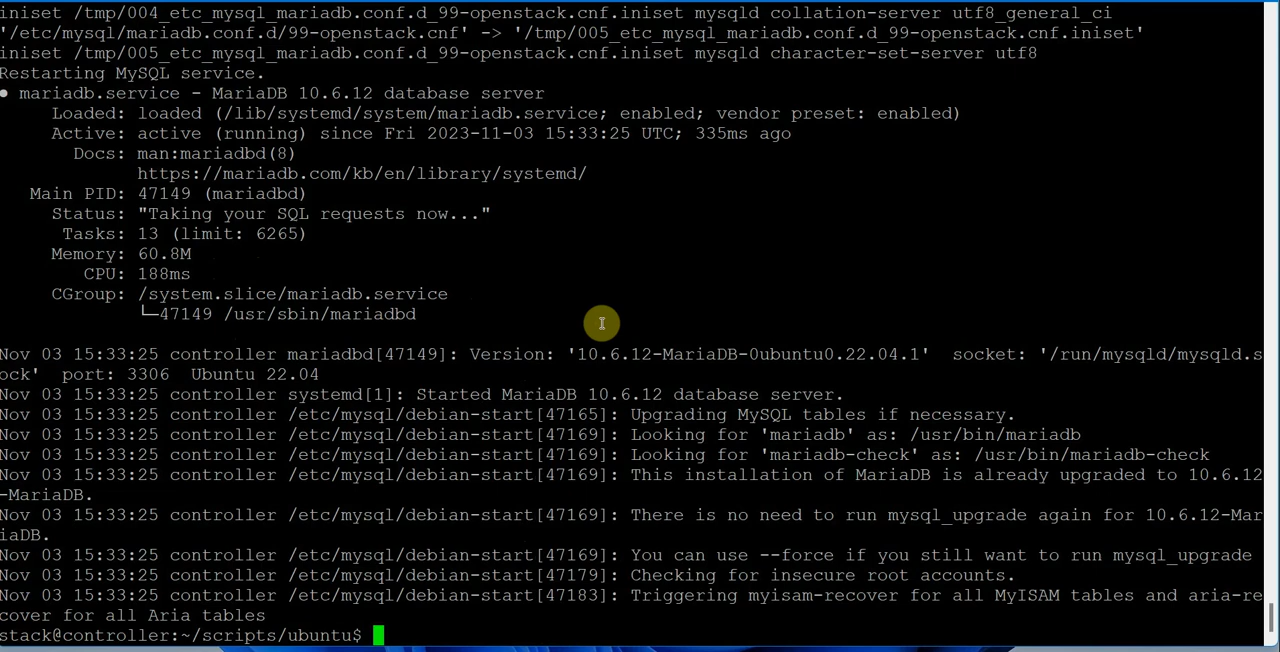 iniset /tmp/004_etc_mysql_mariadb.conf.d_99-openstack.cnf.iniset mysqld collation-server utf8_general_ci
'/etc/mysql/mariadb.conf.d/99-openstack.cnf' -> '/tmp/005_etc_mysql_mariadb.conf.d_99-openstack.cnf.iniset'
iniset /tmp/005_etc_mysql_mariadb.conf.d_99-openstack.cnf.iniset mysqld character-set-server utf8
Restarting MySQL service.
● mariadb.service - MariaDB 10.6.12 database server
Loaded: loaded (/lib/systemd/system/mariadb.service; enabled; vendor preset: enabled)
Active: active (running) since Fri 2023-11-03 15:33:25 UTC; 335ms ago
Docs: man:mariadbd(8)
https://mariadb.com/kb/en/library/systemd/
Main PID: 47149 (mariadbd)
Status: "Taking your SQL requests now..."
Tasks: 13 (limit: 6265)
Memory: 60.8M
CPU: 188ms
CGroup: /system.slice/mariadb.service
└─47149 /usr/sbin/mariadbd
Nov 03 15:33:25 controller mariadbd[47149]: Version: '10.6.12-MariaDB-0ubuntu0.22.04.1'  socket: '/run/mysqld/mysqld.s
ock'  port: 3306  Ubuntu 22.04
Nov 03 15:33:25 controller systemd[1]: Started MariaDB 10.6.12 database server.
Nov 03 15:33:25 controller /etc/mysql/debian-start[47165]: Upgrading MySQL tables if necessary.
Nov 03 15:33:25 controller /etc/mysql/debian-start[47169]: Looking for 'mariadb' as: /usr/bin/mariadb
Nov 03 15:33:25 controller /etc/mysql/debian-start[47169]: Looking for 'mariadb-check' as: /usr/bin/mariadb-check
Nov 03 15:33:25 controller /etc/mysql/debian-start[47169]: This installation of MariaDB is already upgraded to 10.6.12
-MariaDB.
Nov 03 15:33:25 controller /etc/mysql/debian-start[47169]: There is no need to run mysql_upgrade again for 10.6.12-Mar
iaDB.
Nov 03 15:33:25 controller /etc/mysql/debian-start[47169]: You can use --force if you still want to run mysql_upgrade
Nov 03 15:33:25 controller /etc/mysql/debian-start[47179]: Checking for insecure root accounts.
Nov 03 15:33:25 controller /etc/mysql/debian-start[47183]: Triggering myisam-recover for all MyISAM tables and aria-re
cover for all Aria tables
stack@controller:~/scripts/ubuntu$